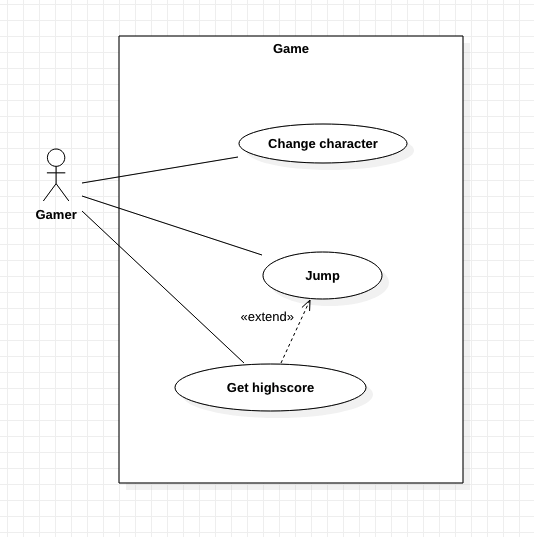 Game
Change character
Gamer
Jump
«extend»
Get highscore